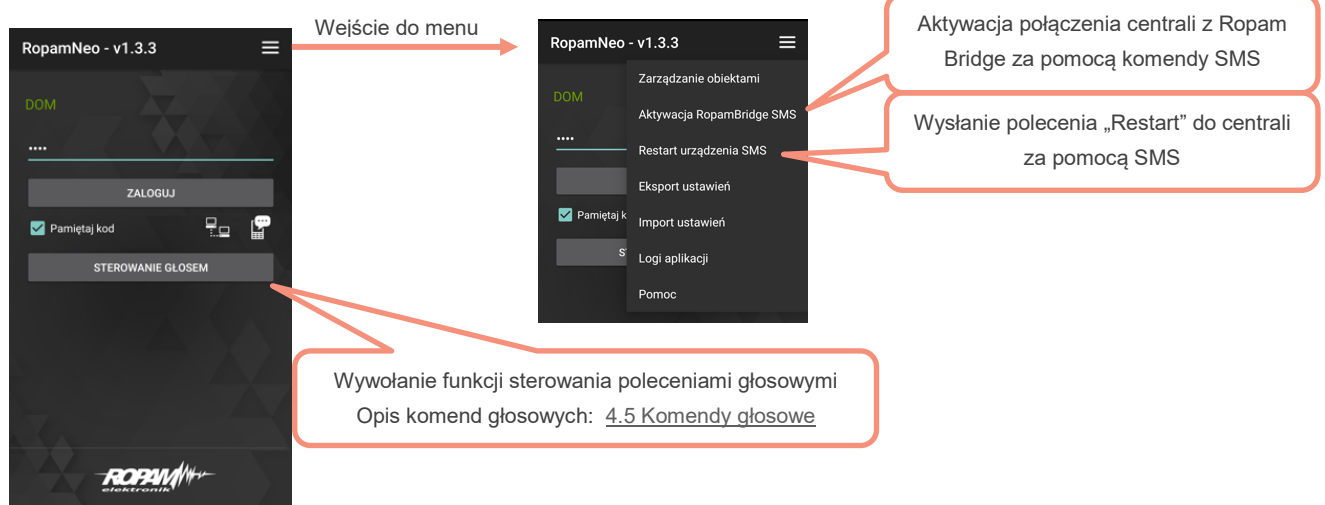 RopamNeo - v1.3.3
DOM
••••
ZALOGUJ
Pamiętaj kod
STEROWANIE GŁOSEM
ROPAM
elektronik
Wejście do menu
RopamNeo - v1.3.3
DOM
••••
Pamiętaj k
S
Zarządzanie obiektami
Aktywacja RopamBridge SMS
Restart urządzenia SMS
Eksport ustawień
Import ustawień
Logi aplikacji
Pomoc
Aktywacja połączenia centrali z Ropam
Bridge za pomocą komendy SMS
Wysłanie polecenia „Restart” do centrali
za pomocą SMS
Wywołanie funkcji sterowania poleceniami głosowymi
Opis komend głosowych: 4.5 Komendy głosowe